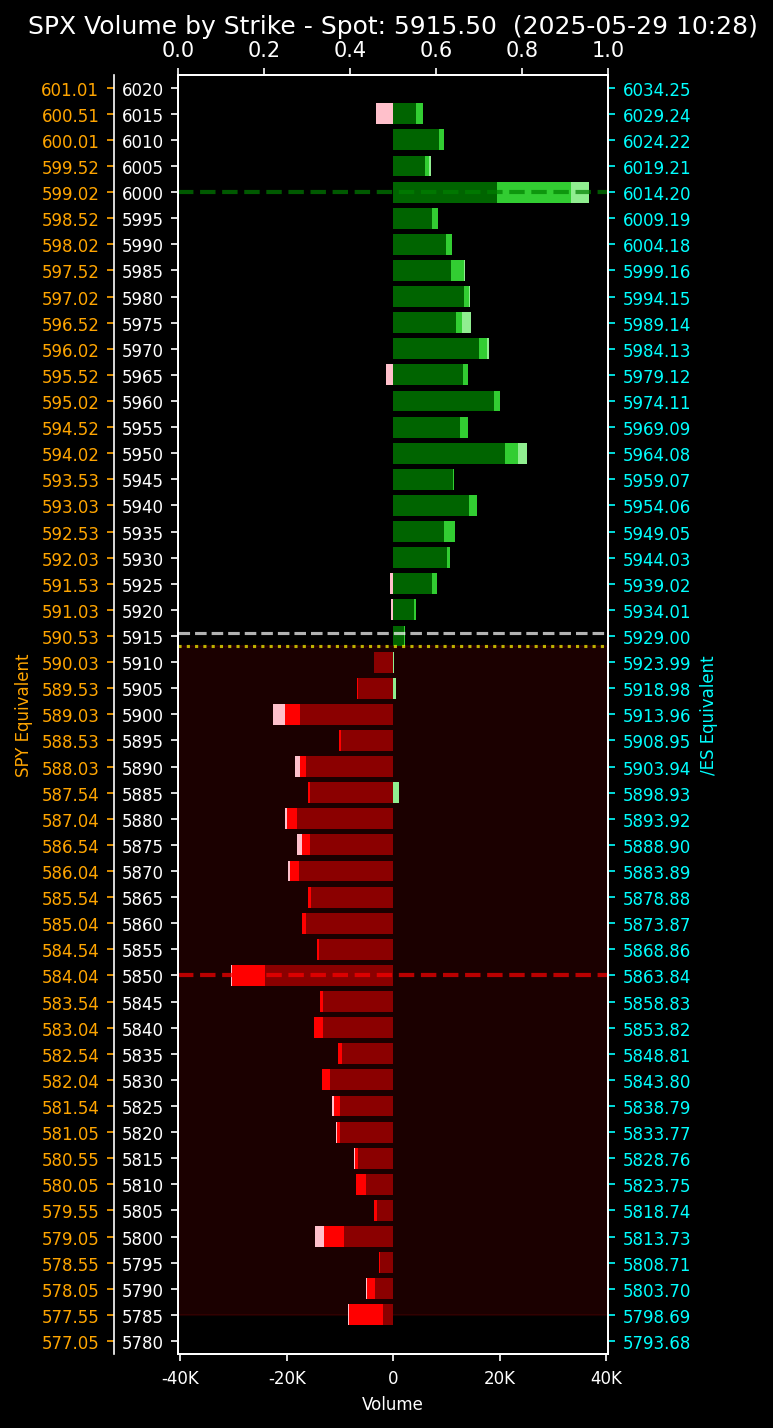 SPX Volume by Strike - Spot: 5915.50 (2025-05-29 10:28)
0.0 0.2 0.4 0.6 0.8 1.0
601.01 6020 6034.25
600.51 6015 6029.24
600.01 6010 6024.22
599.52 6005 6019.21
599.02 6000 6014.20
598.52 5995 6009.19
598.02 5990 6004.18
597.52 5985 5999.16
597.02 5980 5994.15
596.52 5975 5989.14
596.02 5970 5984.13
595.52 5965 5979.12
595.02 5960 5974.11
594.52 5955 5969.09
594.02 5950 5964.08
593.53 5945 5959.07
593.03 5940 5954.06
592.53 5935 5949.05
592.03 5930 5944.03
591.53 5925 5939.02
591.03 5920 5934.01
590.53 5915 5929.00
590.03 5910 5923.99
589.53 5905 5918.98
589.03 5900 5913.96
588.53 5895 5908.95
588.03 5890 5903.94
587.54 5885 5898.93
587.04 5880 5893.92
586.54 5875 5888.90
586.04 5870 5883.89
585.54 5865 5878.88
585.04 5860 5873.87
584.54 5855 5868.86
584.04 5850 5863.84
583.54 5845 5858.83
583.04 5840 5853.82
582.54 5835 5848.81
582.04 5830 5843.80
581.54 5825 5838.79
581.05 5820 5833.77
580.55 5815 5828.76
580.05 5810 5823.75
579.55 5805 5818.74
579.05 5800 5813.73
578.55 5795 5808.71
578.05 5790 5803.70
577.55 5785 5798.69
577.05 5780 5793.68
SPY Equivalent
/ES Equivalent
-40K -20K 0 20K 40K
Volume